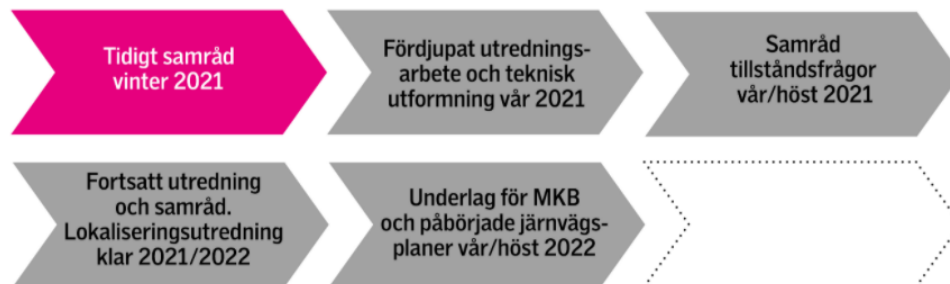 Tidigt samråd
vinter 2021
Fördjupat utrednings-
arbete och teknisk
utformning vår 2021
Samråd
tillståndsfrågor
vår/höst 2021
Fortsatt utredning
och samråd.
Lokaliseringsutredning
klar 2021/2022
Underlag för MKB
och påbörjade järnvägs-
planer vår/höst 2022